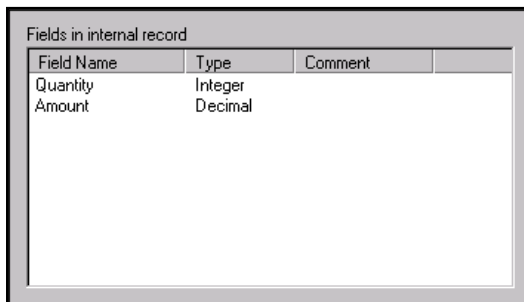 Fields in internal record
Field Name Type Comment
Quantity Integer
Amount Decimal